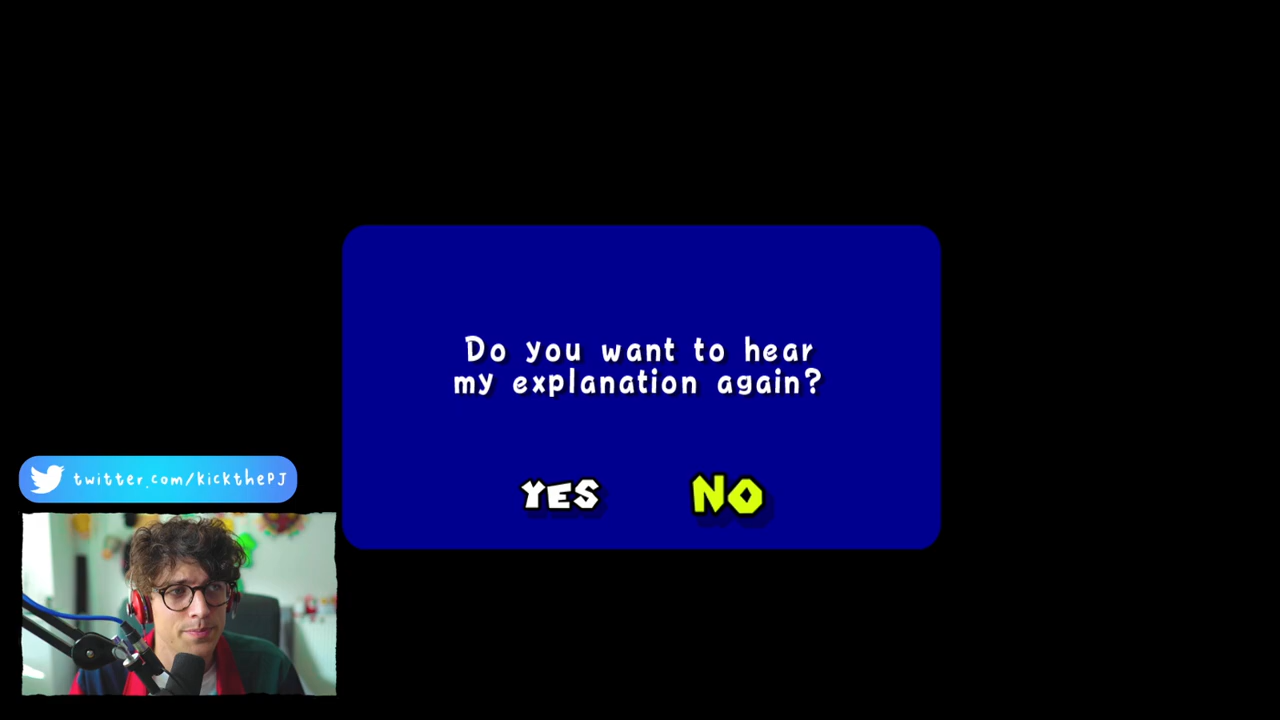 Do you want to hear
my explanation again?
YES NO
twitter.com/kickthePJ